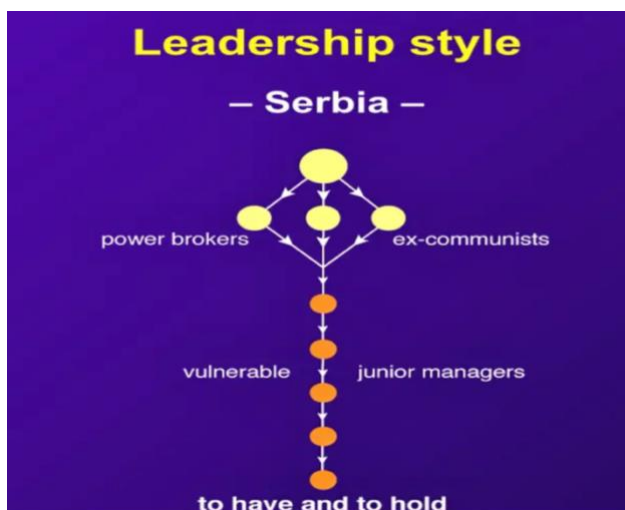 Leadership style
– Serbia –
power brokers ex-communists
vulnerable junior managers
to have and to hold